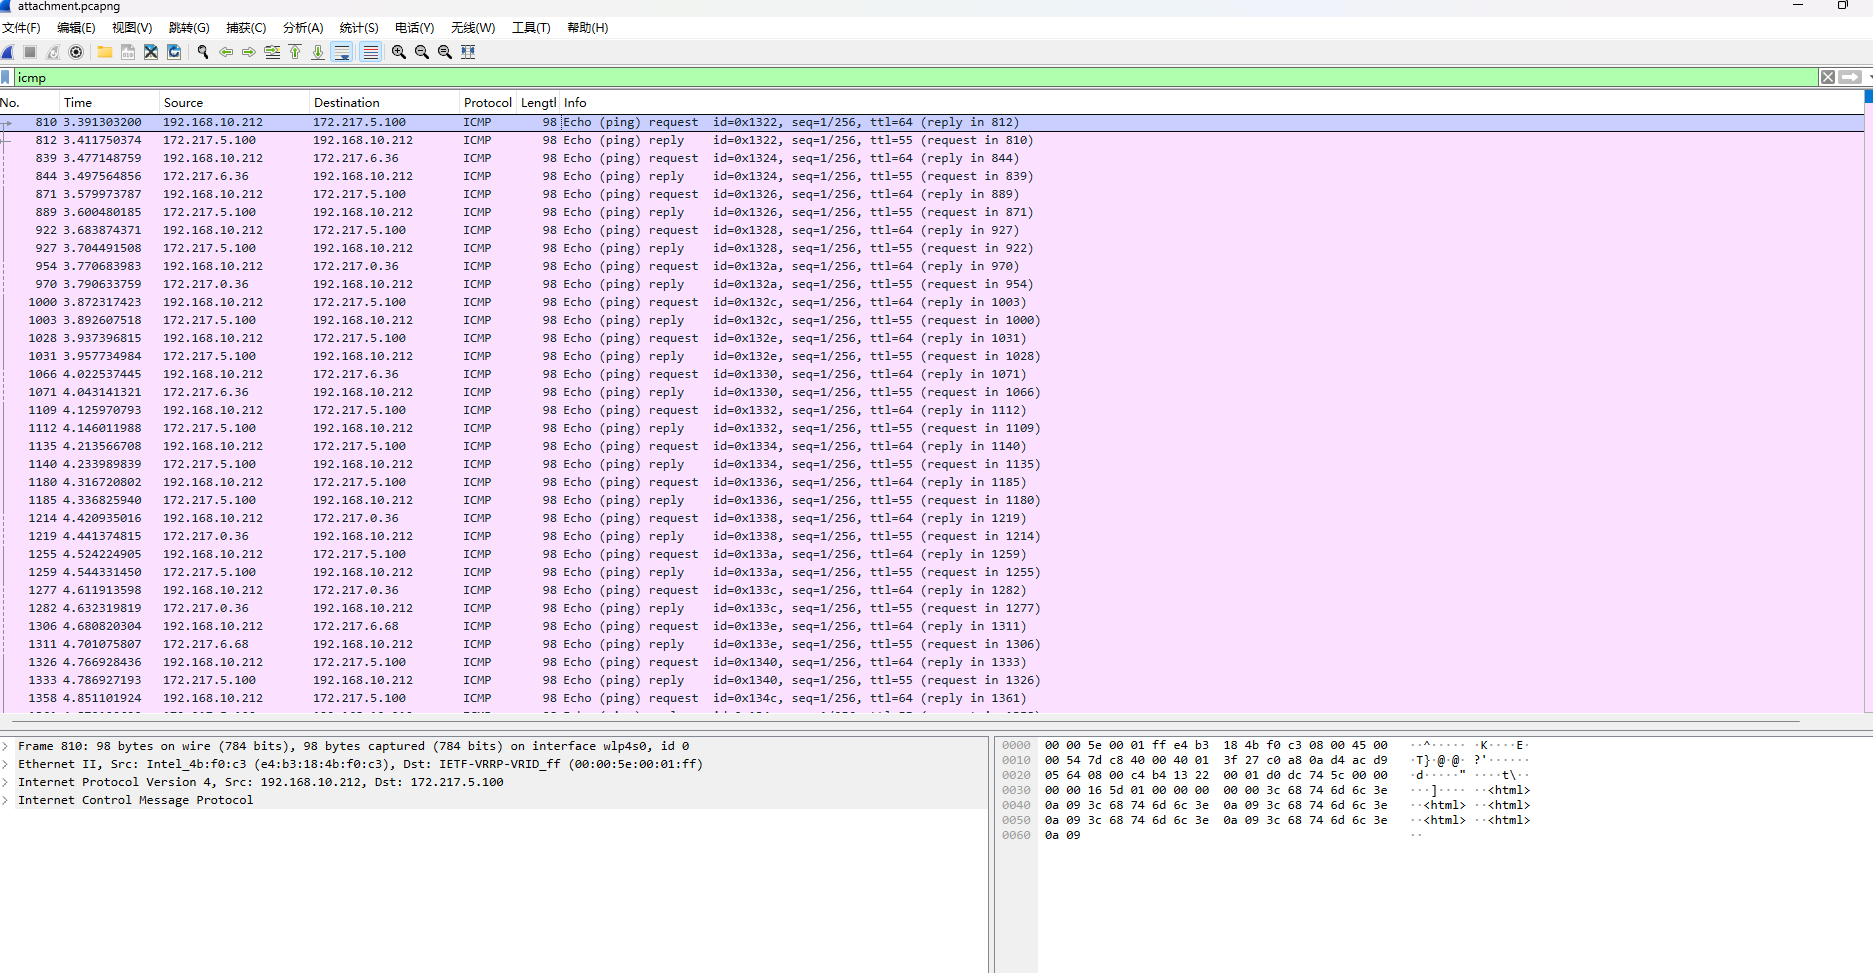 attachment.pcapng
文件(F) 编辑(E) 视图(V) 跳转(G) 捕获(C) 分析(A) 统计(S) 电话(Y) 无线(W) 工具(T) 帮助(H)
icmp
No. Time Source Destination Protocol Lengtl Info
810 3.391303200 192.168.10.212 172.217.5.100 ICMP 98 Echo (ping) request id=0x1322, seq=1/256, ttl=64 (reply in 812)
812 3.411750374 172.217.5.100 192.168.10.212 ICMP 98 Echo (ping) reply id=0x1322, seq=1/256, ttl=55 (request in 810)
839 3.477148759 192.168.10.212 172.217.6.36 ICMP 98 Echo (ping) request id=0x1324, seq=1/256, ttl=64 (reply in 844)
844 3.497564856 172.217.6.36 192.168.10.212 ICMP 98 Echo (ping) reply id=0x1324, seq=1/256, ttl=55 (request in 839)
871 3.579973787 192.168.10.212 172.217.5.100 ICMP 98 Echo (ping) request id=0x1326, seq=1/256, ttl=64 (reply in 889)
889 3.600480185 172.217.5.100 192.168.10.212 ICMP 98 Echo (ping) reply id=0x1326, seq=1/256, ttl=55 (request in 871)
922 3.683874371 192.168.10.212 172.217.5.100 ICMP 98 Echo (ping) request id=0x1328, seq=1/256, ttl=64 (reply in 927)
927 3.704491508 172.217.5.100 192.168.10.212 ICMP 98 Echo (ping) reply id=0x1328, seq=1/256, ttl=55 (request in 922)
954 3.770683983 192.168.10.212 172.217.0.36 ICMP 98 Echo (ping) request id=0x132a, seq=1/256, ttl=64 (reply in 970)
970 3.790633759 172.217.0.36 192.168.10.212 ICMP 98 Echo (ping) reply id=0x132a, seq=1/256, ttl=55 (request in 954)
1000 3.872317423 192.168.10.212 172.217.5.100 ICMP 98 Echo (ping) request id=0x132c, seq=1/256, ttl=64 (reply in 1003)
1003 3.892607518 172.217.5.100 192.168.10.212 ICMP 98 Echo (ping) reply id=0x132c, seq=1/256, ttl=55 (request in 1000)
1028 3.937396815 192.168.10.212 172.217.5.100 ICMP 98 Echo (ping) request id=0x132e, seq=1/256, ttl=64 (reply in 1031)
1031 3.957734984 172.217.5.100 192.168.10.212 ICMP 98 Echo (ping) reply id=0x132e, seq=1/256, ttl=55 (request in 1028)
1066 4.022537445 192.168.10.212 172.217.6.36 ICMP 98 Echo (ping) request id=0x1330, seq=1/256, ttl=64 (reply in 1071)
1071 4.043141321 172.217.6.36 192.168.10.212 ICMP 98 Echo (ping) reply id=0x1330, seq=1/256, ttl=55 (request in 1066)
1109 4.125970793 192.168.10.212 172.217.5.100 ICMP 98 Echo (ping) request id=0x1332, seq=1/256, ttl=64 (reply in 1112)
1112 4.146011988 172.217.5.100 192.168.10.212 ICMP 98 Echo (ping) reply id=0x1332, seq=1/256, ttl=55 (request in 1109)
1135 4.213566708 192.168.10.212 172.217.5.100 ICMP 98 Echo (ping) request id=0x1334, seq=1/256, ttl=64 (reply in 1140)
1140 4.233989839 172.217.5.100 192.168.10.212 ICMP 98 Echo (ping) reply id=0x1334, seq=1/256, ttl=55 (request in 1135)
1180 4.316720802 192.168.10.212 172.217.5.100 ICMP 98 Echo (ping) request id=0x1336, seq=1/256, ttl=64 (reply in 1185)
1185 4.336825940 172.217.5.100 192.168.10.212 ICMP 98 Echo (ping) reply id=0x1336, seq=1/256, ttl=55 (request in 1180)
1214 4.420935016 192.168.10.212 172.217.0.36 ICMP 98 Echo (ping) request id=0x1338, seq=1/256, ttl=64 (reply in 1219)
1219 4.441374815 172.217.0.36 192.168.10.212 ICMP 98 Echo (ping) reply id=0x1338, seq=1/256, ttl=55 (request in 1214)
1255 4.524224905 192.168.10.212 172.217.5.100 ICMP 98 Echo (ping) request id=0x133a, seq=1/256, ttl=64 (reply in 1259)
1259 4.544331450 172.217.5.100 192.168.10.212 ICMP 98 Echo (ping) reply id=0x133a, seq=1/256, ttl=55 (request in 1255)
1277 4.611913598 192.168.10.212 172.217.0.36 ICMP 98 Echo (ping) request id=0x133c, seq=1/256, ttl=64 (reply in 1282)
1282 4.632319819 172.217.0.36 192.168.10.212 ICMP 98 Echo (ping) reply id=0x133c, seq=1/256, ttl=55 (request in 1277)
1306 4.680820304 192.168.10.212 172.217.6.68 ICMP 98 Echo (ping) request id=0x133e, seq=1/256, ttl=64 (reply in 1311)
1311 4.701075807 172.217.6.68 192.168.10.212 ICMP 98 Echo (ping) reply id=0x133e, seq=1/256, ttl=55 (request in 1306)
1326 4.766928436 192.168.10.212 172.217.5.100 ICMP 98 Echo (ping) request id=0x1340, seq=1/256, ttl=64 (reply in 1333)
1333 4.786927193 172.217.5.100 192.168.10.212 ICMP 98 Echo (ping) reply id=0x1340, seq=1/256, ttl=55 (request in 1326)
1358 4.851101924 192.168.10.212 172.217.5.100 ICMP 98 Echo (ping) request id=0x134c, seq=1/256, ttl=64 (reply in 1361)
Frame 810: 98 bytes on wire (784 bits), 98 bytes captured (784 bits) on interface wlp4s0, id 0
Ethernet II, Src: Intel_4b:f0:c3 (e4:b3:18:4b:f0:c3), Dst: IETF-VRRP-VRID_ff (00:00:5e:00:01:ff)
Internet Protocol Version 4, Src: 192.168.10.212, Dst: 172.217.5.100
Internet Control Message Protocol
0000 00 00 5e 00 01 ff e4 b3 18 4b f0 c3 08 00 45 00 ··^····· ·K····E·
0010 00 54 7d c8 40 00 40 01 3f 27 c0 a8 0a d4 ac d9 ·T}·@·@· ?'······
0020 05 64 08 00 c4 b4 13 22 00 01 d0 dc 74 5c 00 00 ·d·····" ····t\··
0030 00 00 16 5d 01 00 00 00 00 00 3c 68 74 6d 6c 3e ···]···· ··<html>
0040 0a 09 3c 68 74 6d 6c 3e 0a 09 3c 68 74 6d 6c 3e ··<html> ··<html>
0050 0a 09 3c 68 74 6d 6c 3e 0a 09 3c 68 74 6d 6c 3e ··<html> ··<html>
0060 0a 09 ··